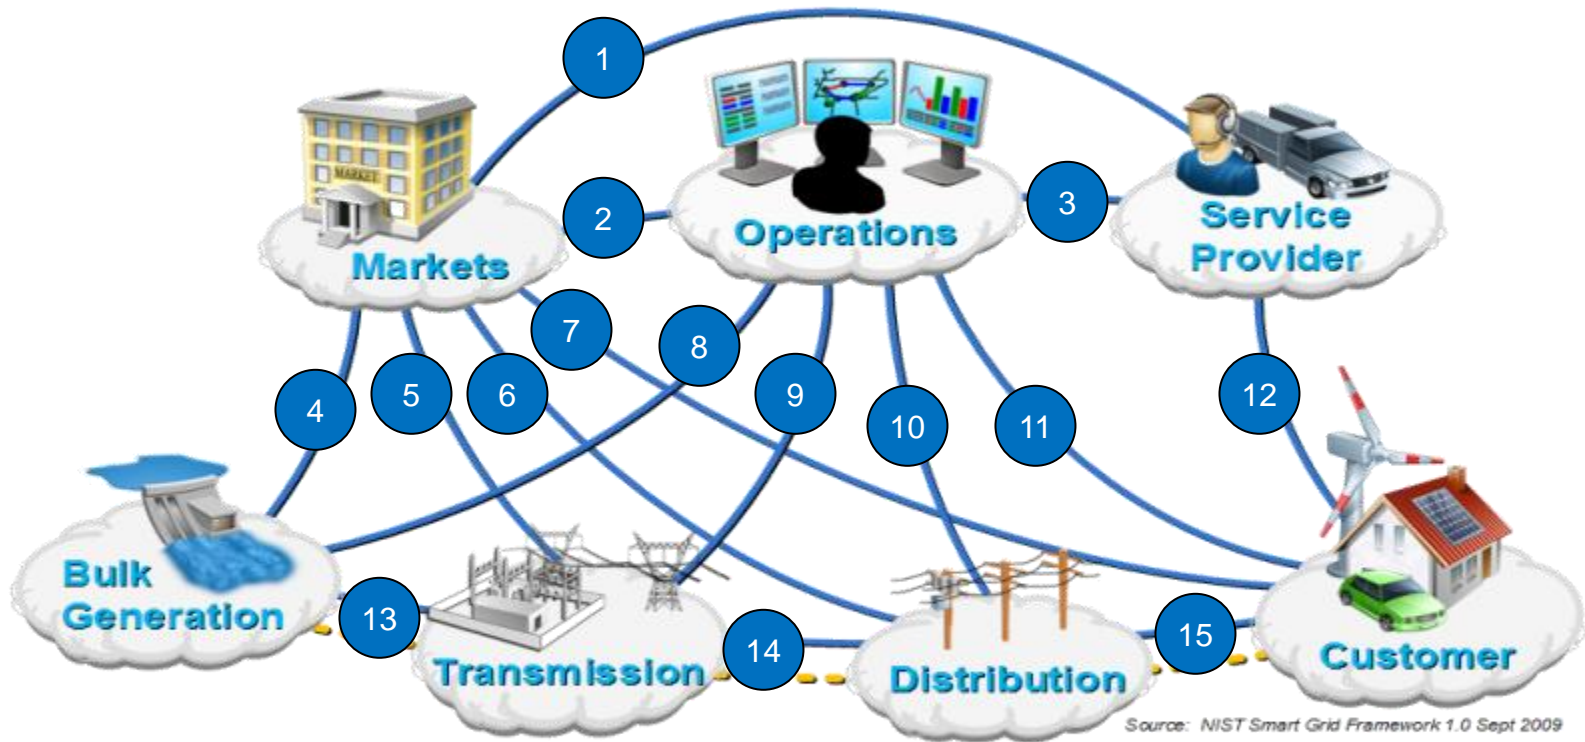 1
MARKET
2
Operations
3
Service
Provider
Markets
7
8
4
5
6
9
10
11
12
Bulk
Generation
13
Transmission
14
Distribution
15
Customer
Source: NIST Smart Grid Framework 1.0 Sept 2009